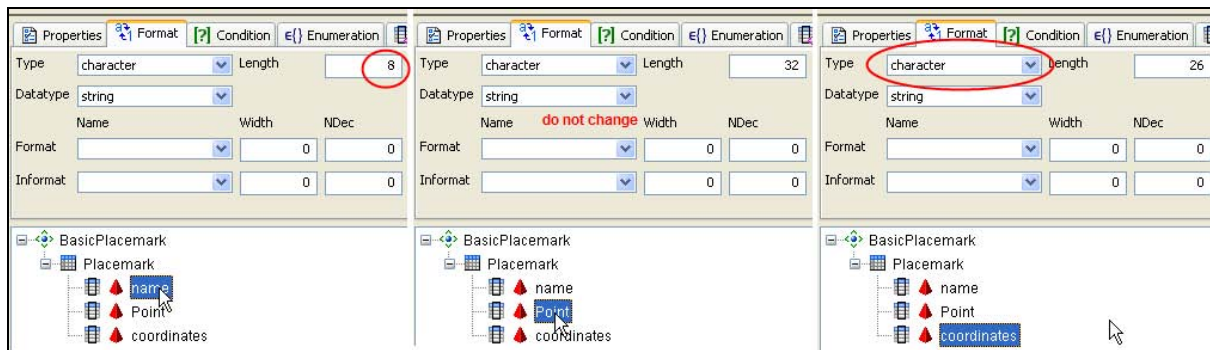 Properties Format [?] Condition €{} Enumeration
Type character Length 8
Datatype string
Name Width NDec
Format 0 0
Informat 0 0
BasicPlacemark
Placemark
name
Point
coordinates
Properties Format [?] Condition €{} Enumeration
Type character Length 32
Datatype string
Name do not change Width NDec
Format 0 0
Informat 0 0
BasicPlacemark
Placemark
name
Point
coordinates
Properties Format [?] Condition €{} Enumeration
Type character Length 26
Datatype string
Name Width NDec
Format 0 0
Informat 0 0
BasicPlacemark
Placemark
name
Point
coordinates